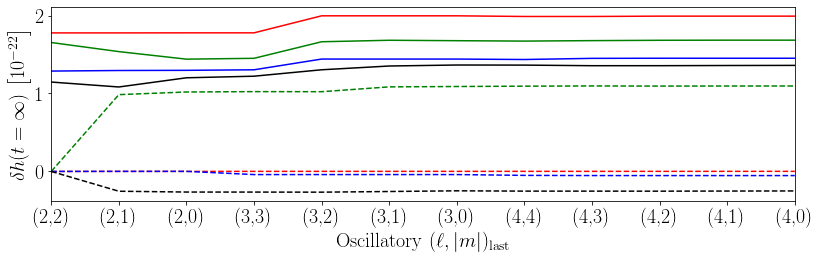 δh(t = ∞) [10⁻²²]
2
1
0
(2,2) (2,1) (2,0) (3,3) (3,2) (3,1) (3,0) (4,4) (4,3) (4,2) (4,1) (4,0)
Oscillatory (ℓ, |m|)last